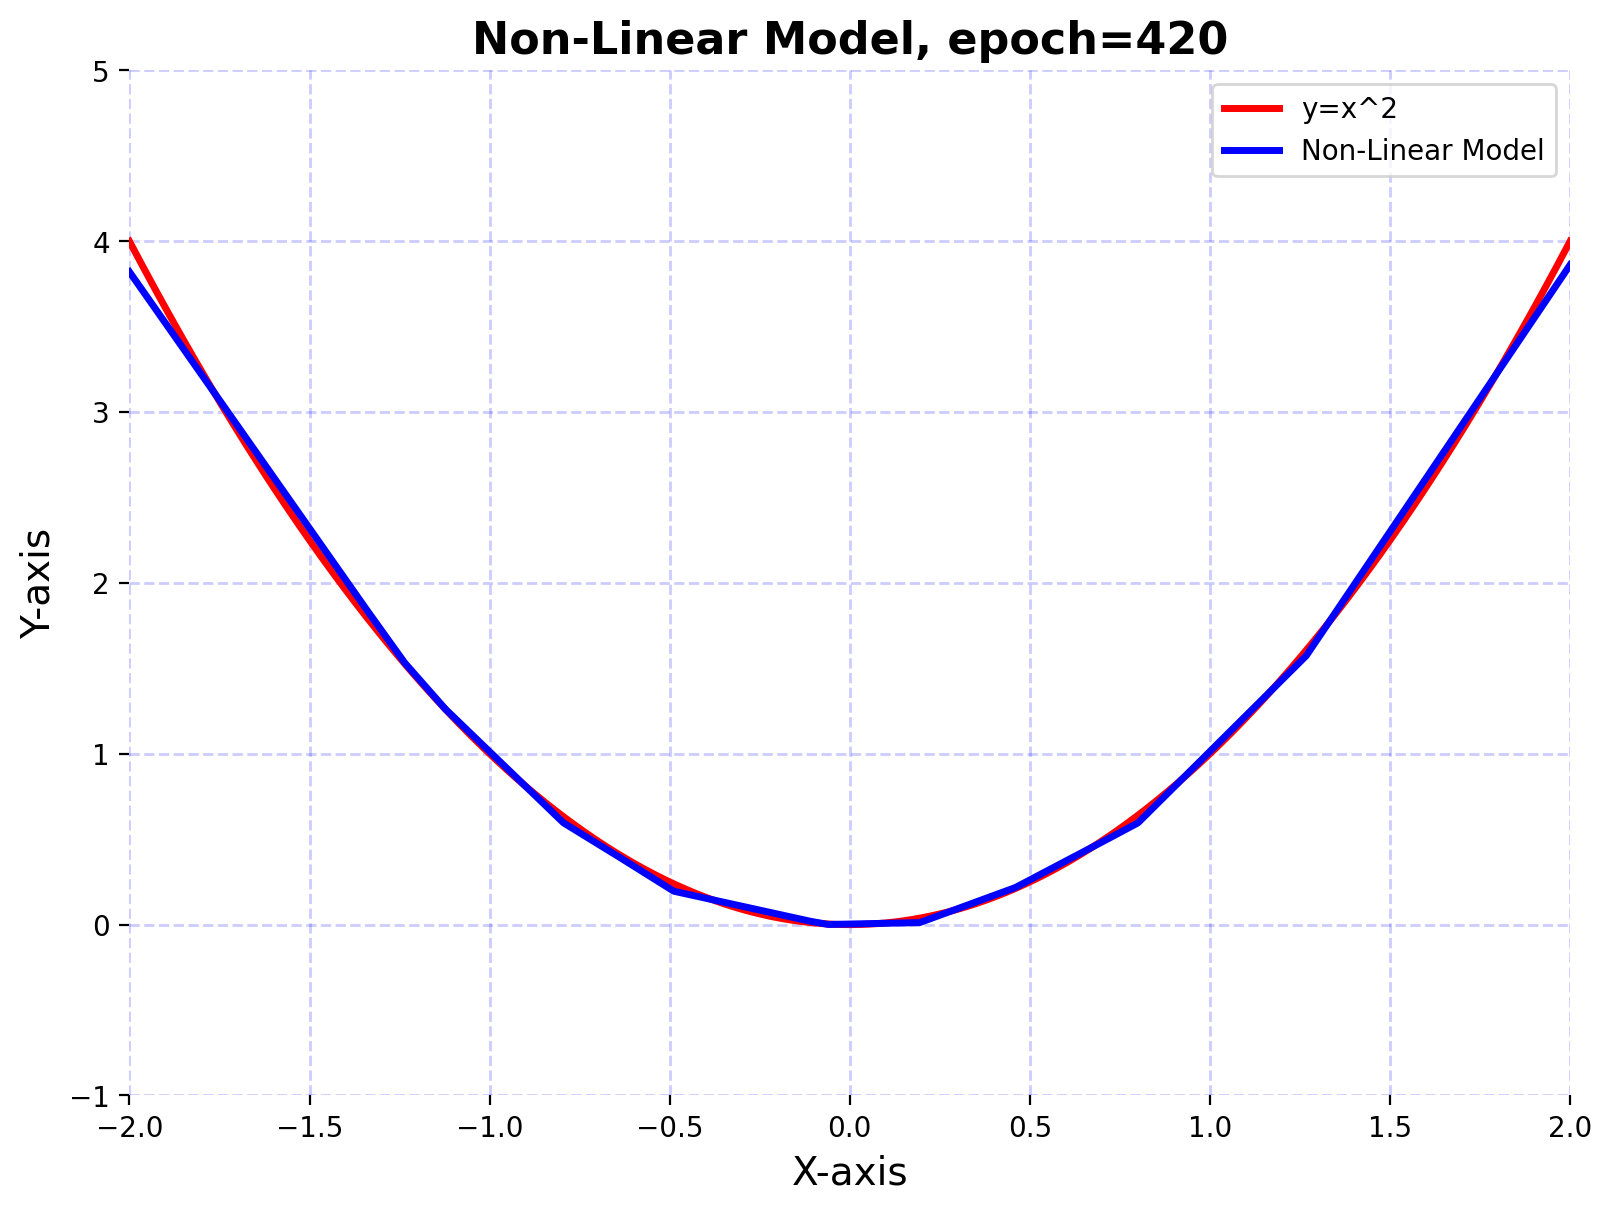 Non-Linear Model, epoch=420
y=x^2
Non-Linear Model
Y-axis
5
4
3
2
1
0
−1
−2.0 −1.5 −1.0 −0.5 0.0 0.5 1.0 1.5 2.0
X-axis